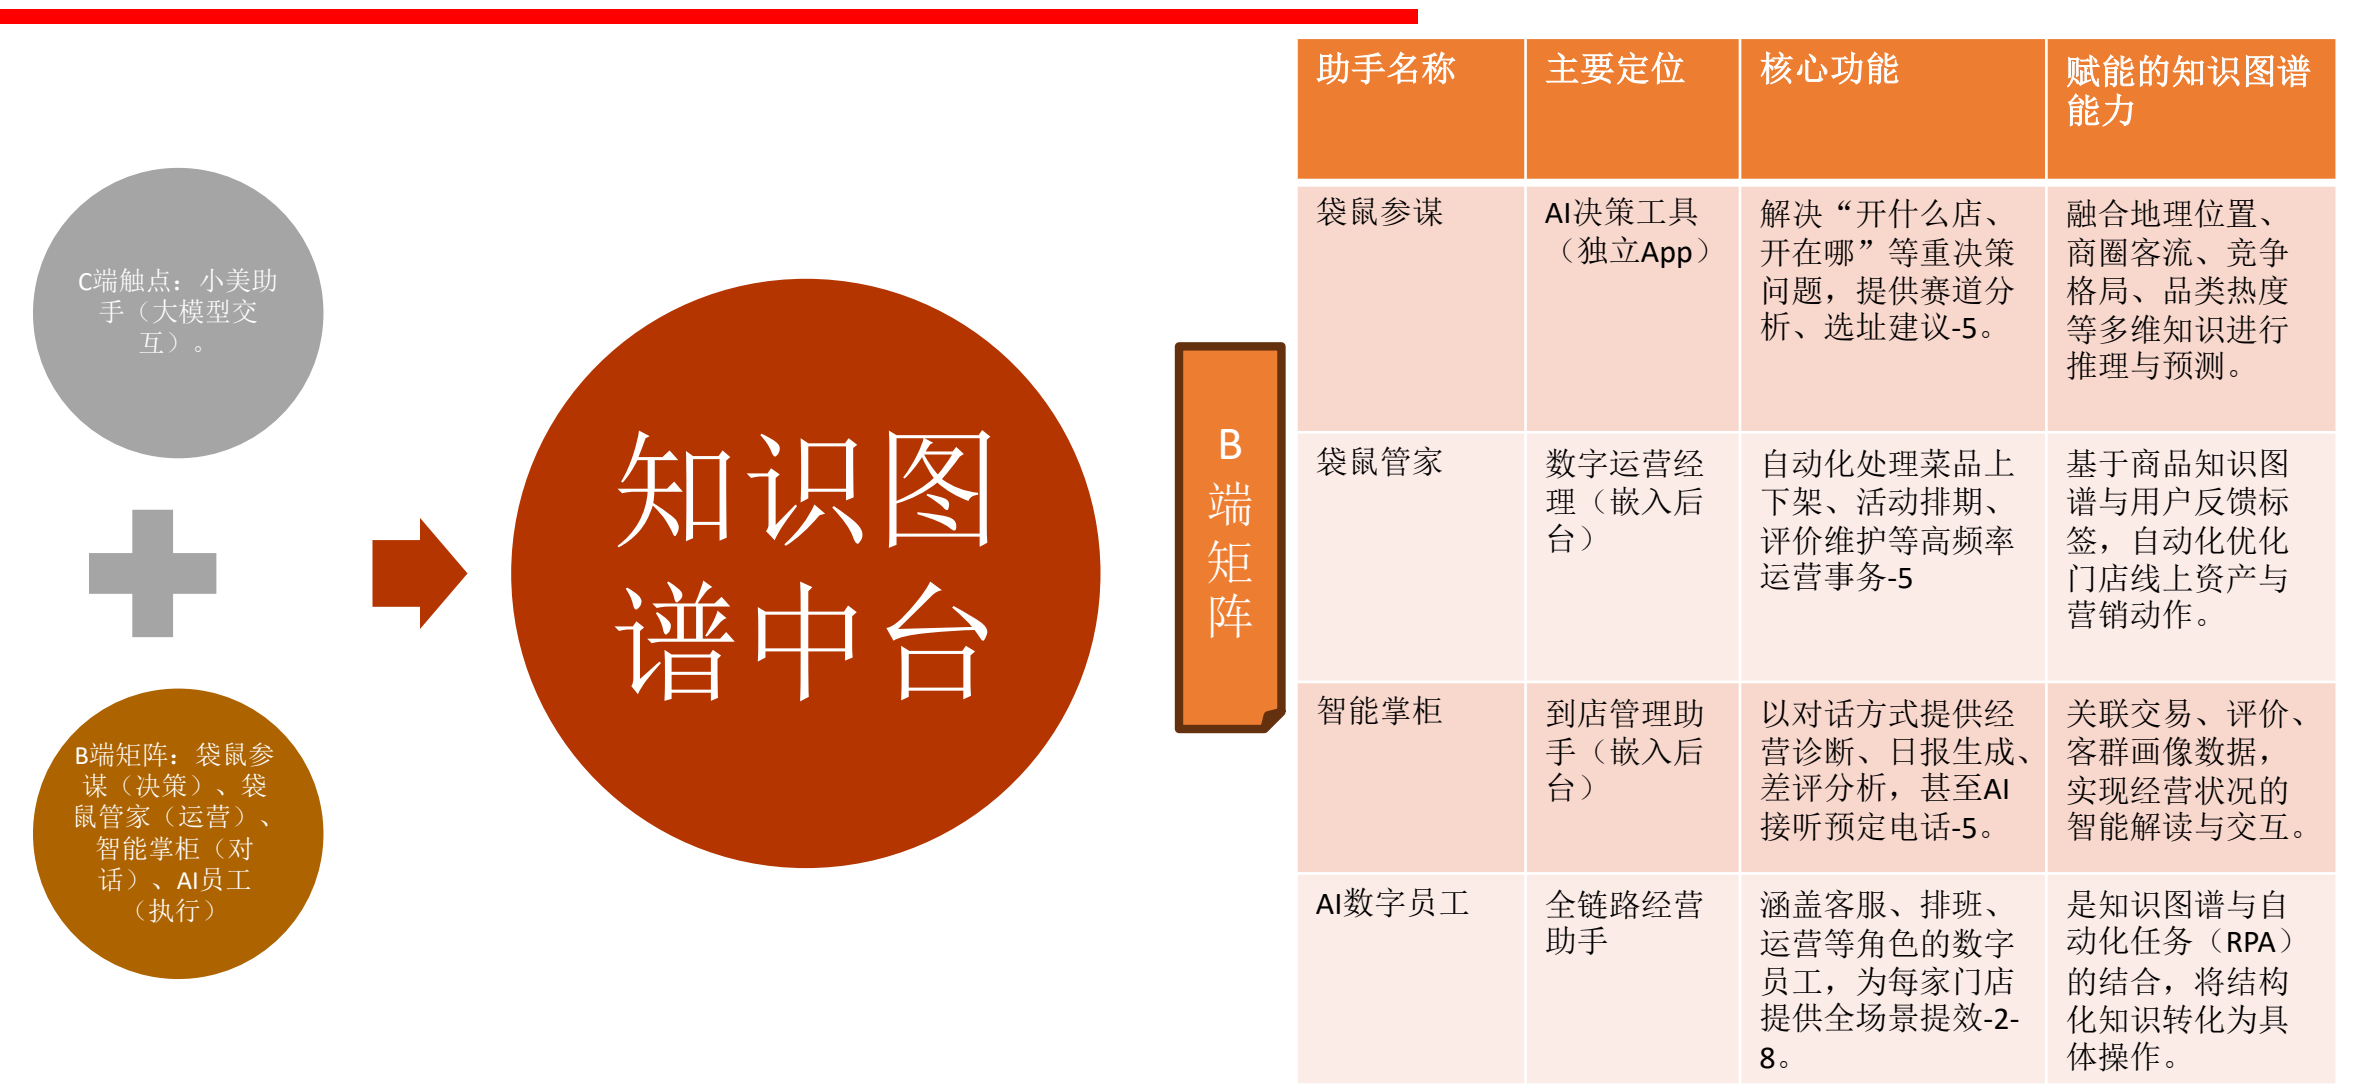 C端触点：小美助
手（大模型交
互）。
B端矩阵：袋鼠参
谋（决策）、袋
鼠管家（运营）、
智能掌柜（对
话）、AI员工
（执行）
知识图
谱中台
B
端
矩
阵
助手名称
主要定位
核心功能
赋能的知识图谱
能力
袋鼠参谋
AI决策工具
（独立App）
解决“开什么店、
开在哪”等重决策
问题，提供赛道分
析、选址建议-5。
融合地理位置、
商圈客流、竞争
格局、品类热度
等多维知识进行
推理与预测。
袋鼠管家
数字运营经
理（嵌入后
台）
自动化处理菜品上
下架、活动排期、
评价维护等高频率
运营事务-5
基于商品知识图
谱与用户反馈标
签，自动化优化
门店线上资产与
营销动作。
智能掌柜
到店管理助
手（嵌入后
台）
以对话方式提供经
营诊断、日报生成、
差评分析，甚至AI
接听预定电话-5。
关联交易、评价、
客群画像数据，
实现经营状况的
智能解读与交互。
AI数字员工
全链路经营
助手
涵盖客服、排班、
运营等角色的数字
员工，为每家门店
提供全场景提效-2-
8。
是知识图谱与自
动化任务（RPA）
的结合，将结构
化知识转化为具
体操作。